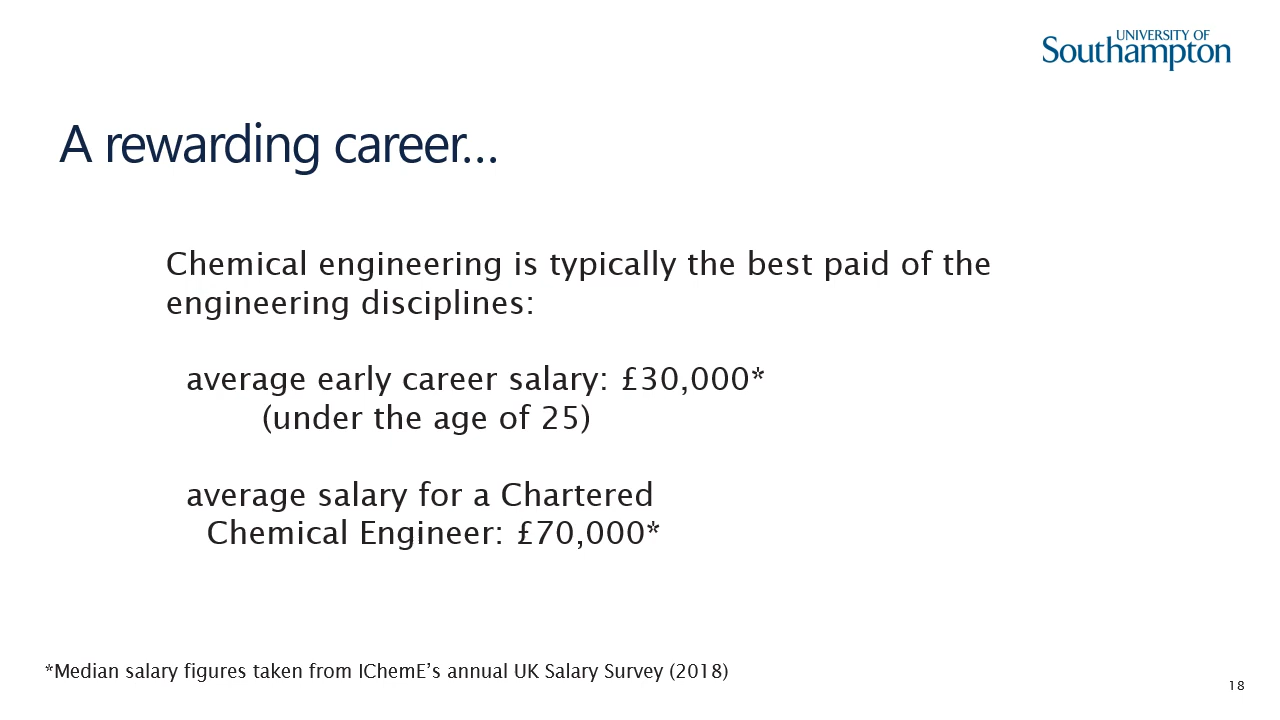 UNIVERSITY OF
Southampton
A rewarding career...
Chemical engineering is typically the best paid of the
engineering disciplines:
average early career salary: £30,000*
(under the age of 25)
average salary for a Chartered
Chemical Engineer: £70,000*
*Median salary figures taken from IChemE’s annual UK Salary Survey (2018)
18